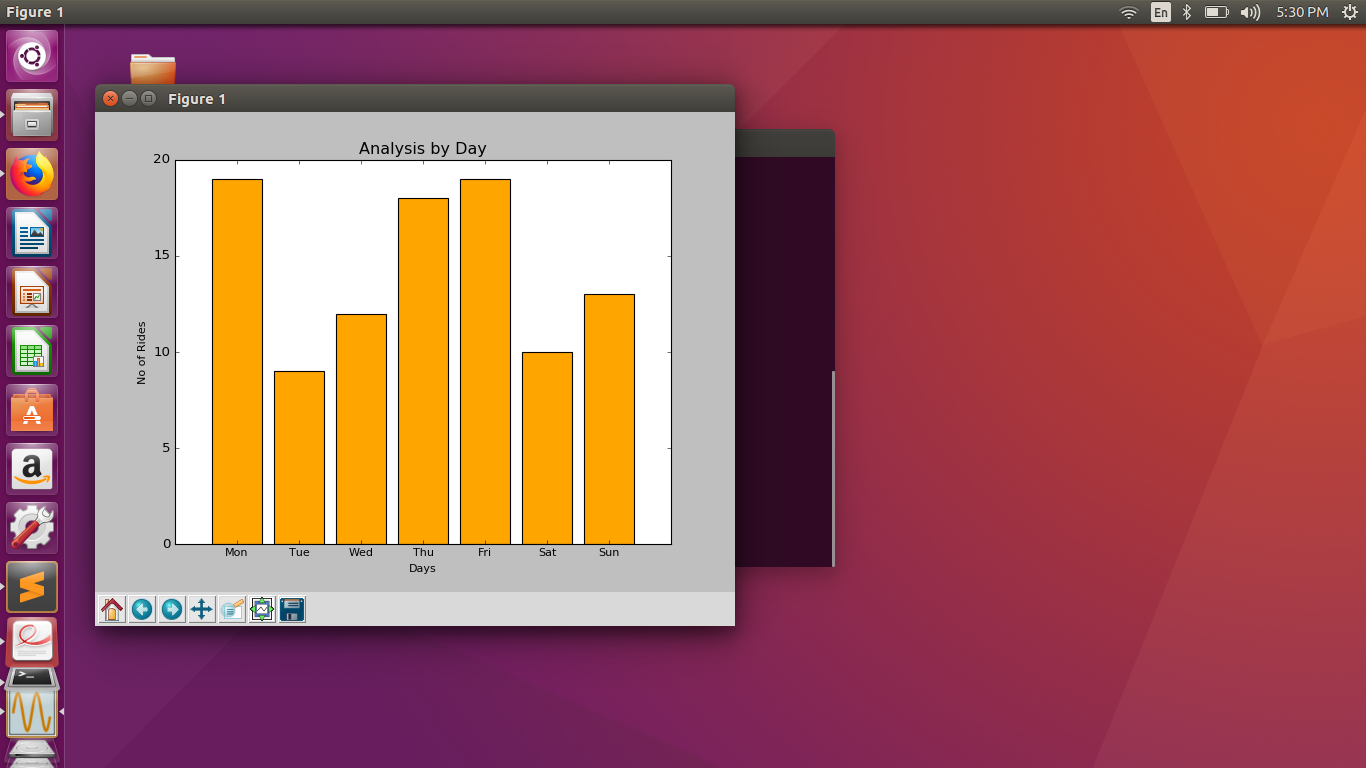 Figure 1
En
5:30 PM
Figure 1
Analysis by Day
20
15
10
5
0
No of Rides
Mon Tue Wed Thu Fri Sat Sun
Days